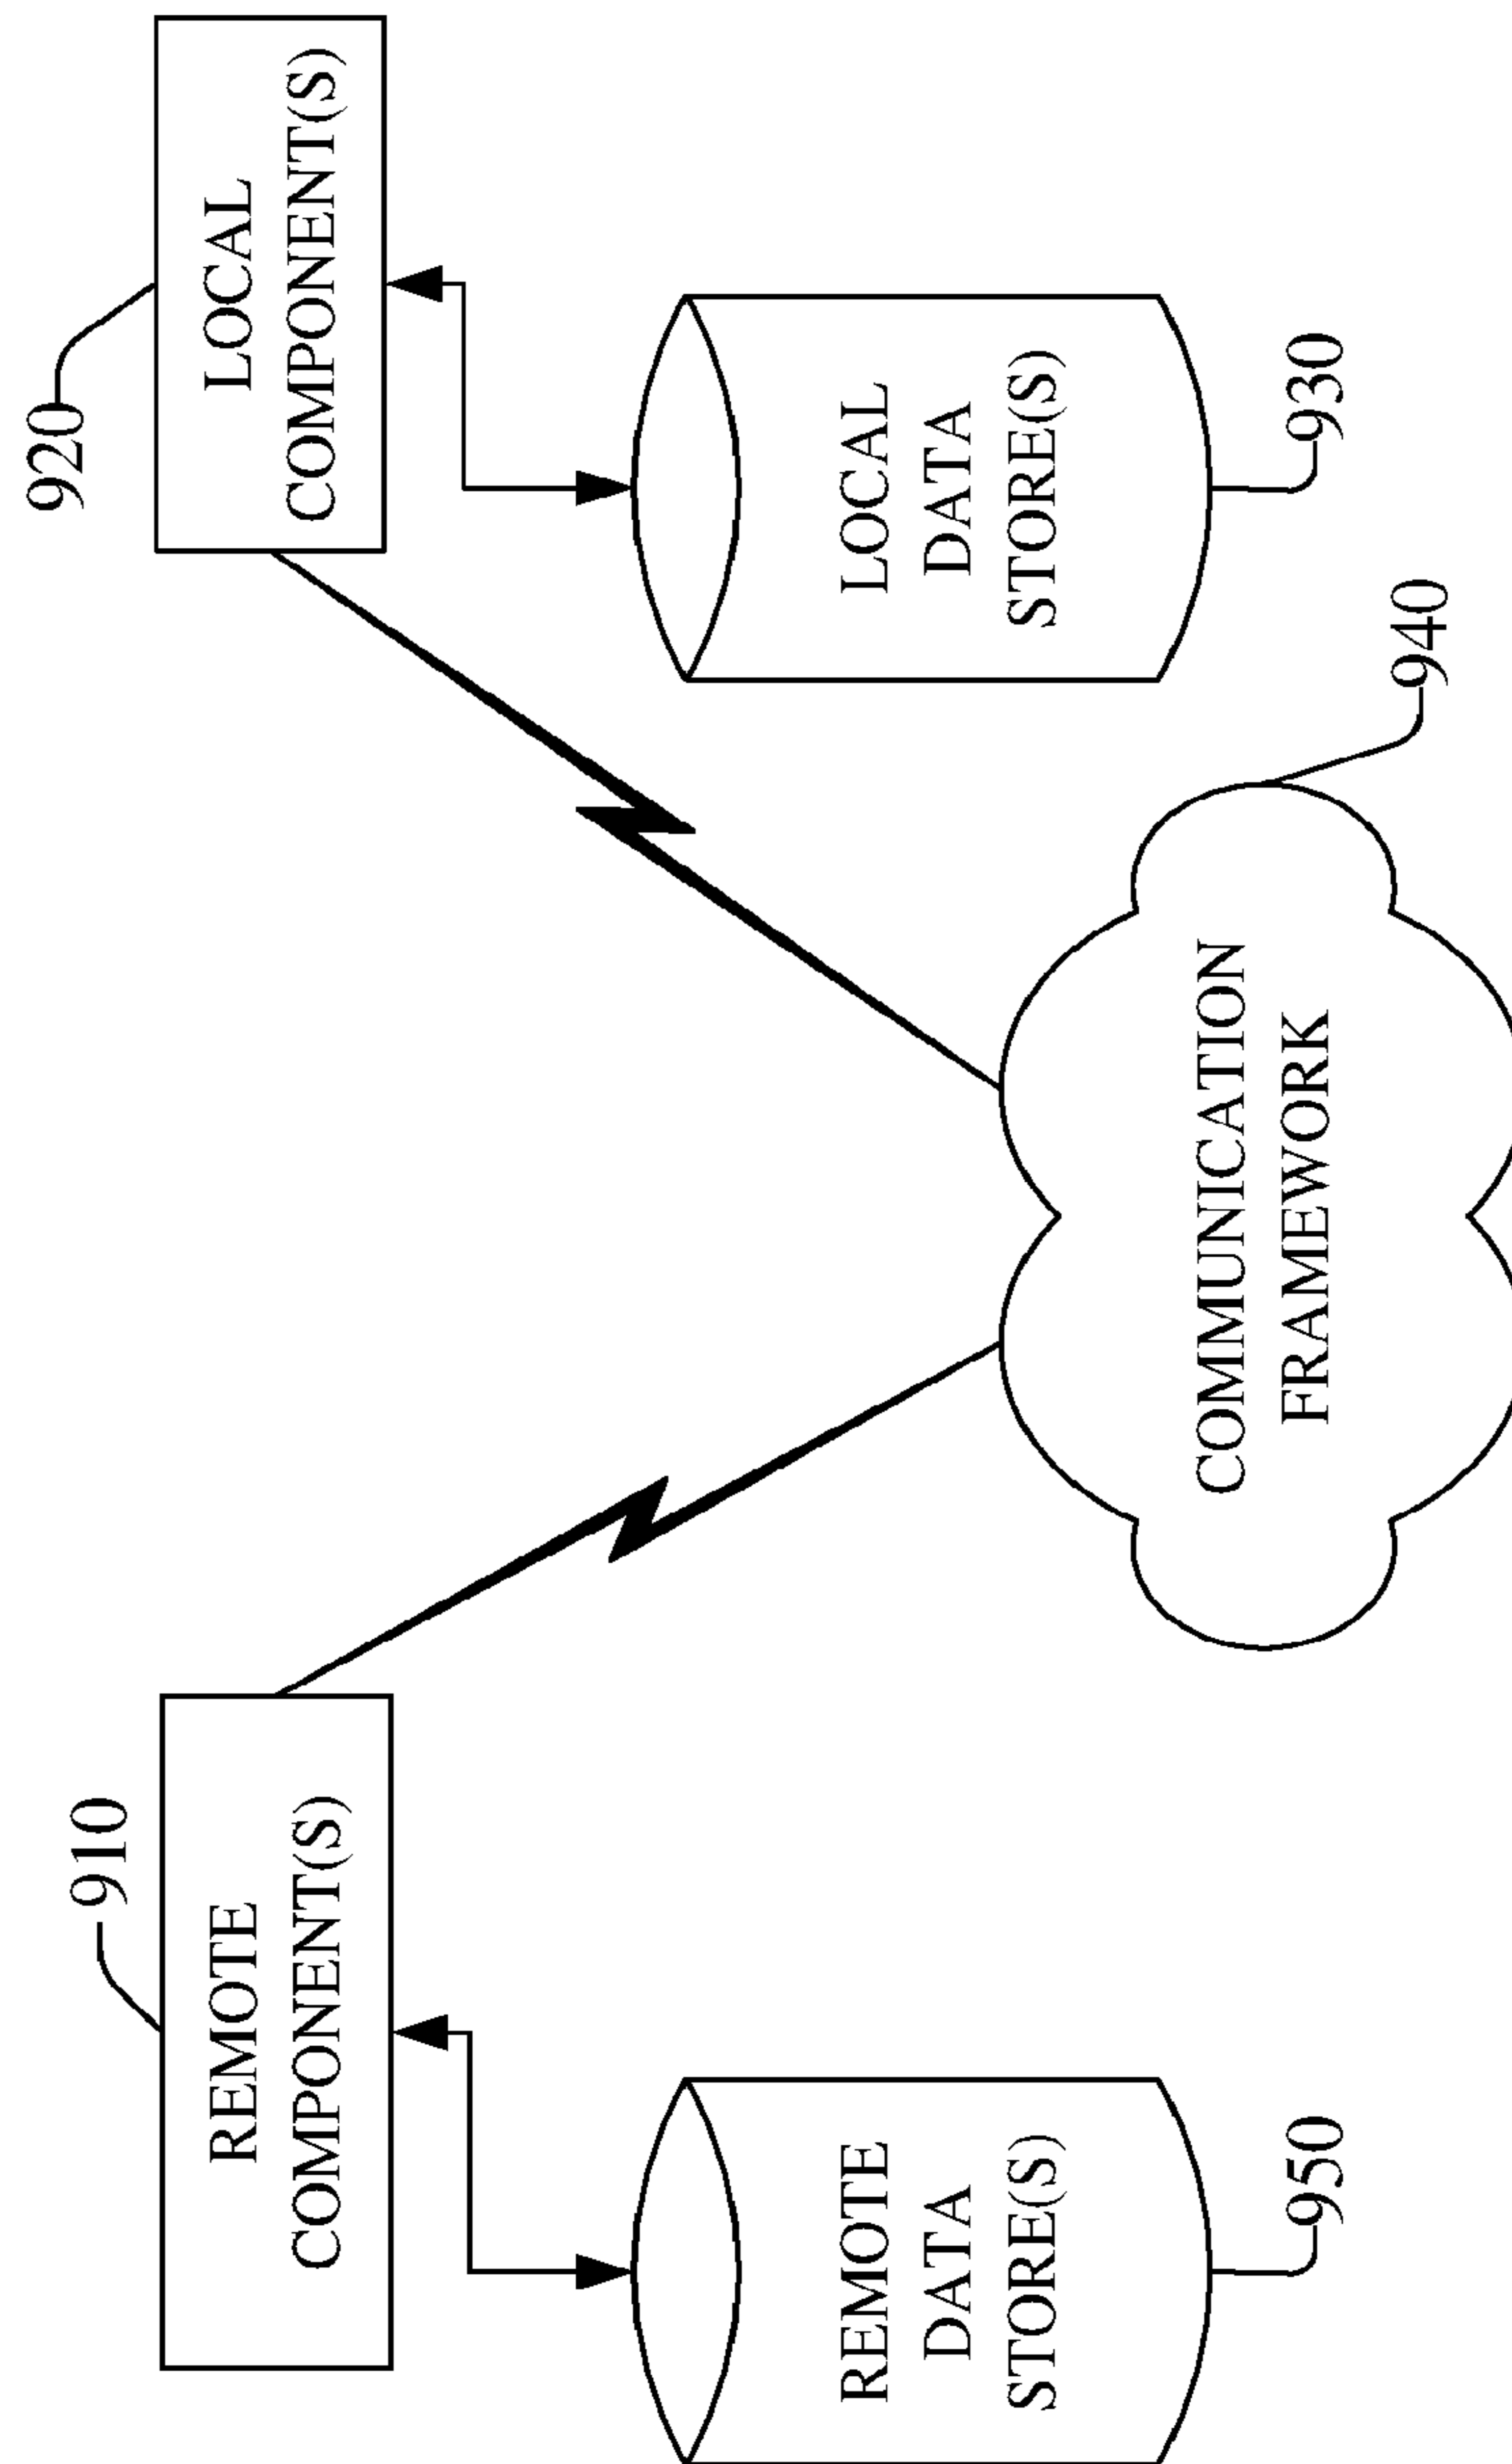 910
REMOTE
COMPONENT(S)
920
LOCAL
COMPONENT(S)
REMOTE
DATA
STORE(S)
950
LOCAL
DATA
STORE(S)
930
COMMUNICATION
FRAMEWORK
940